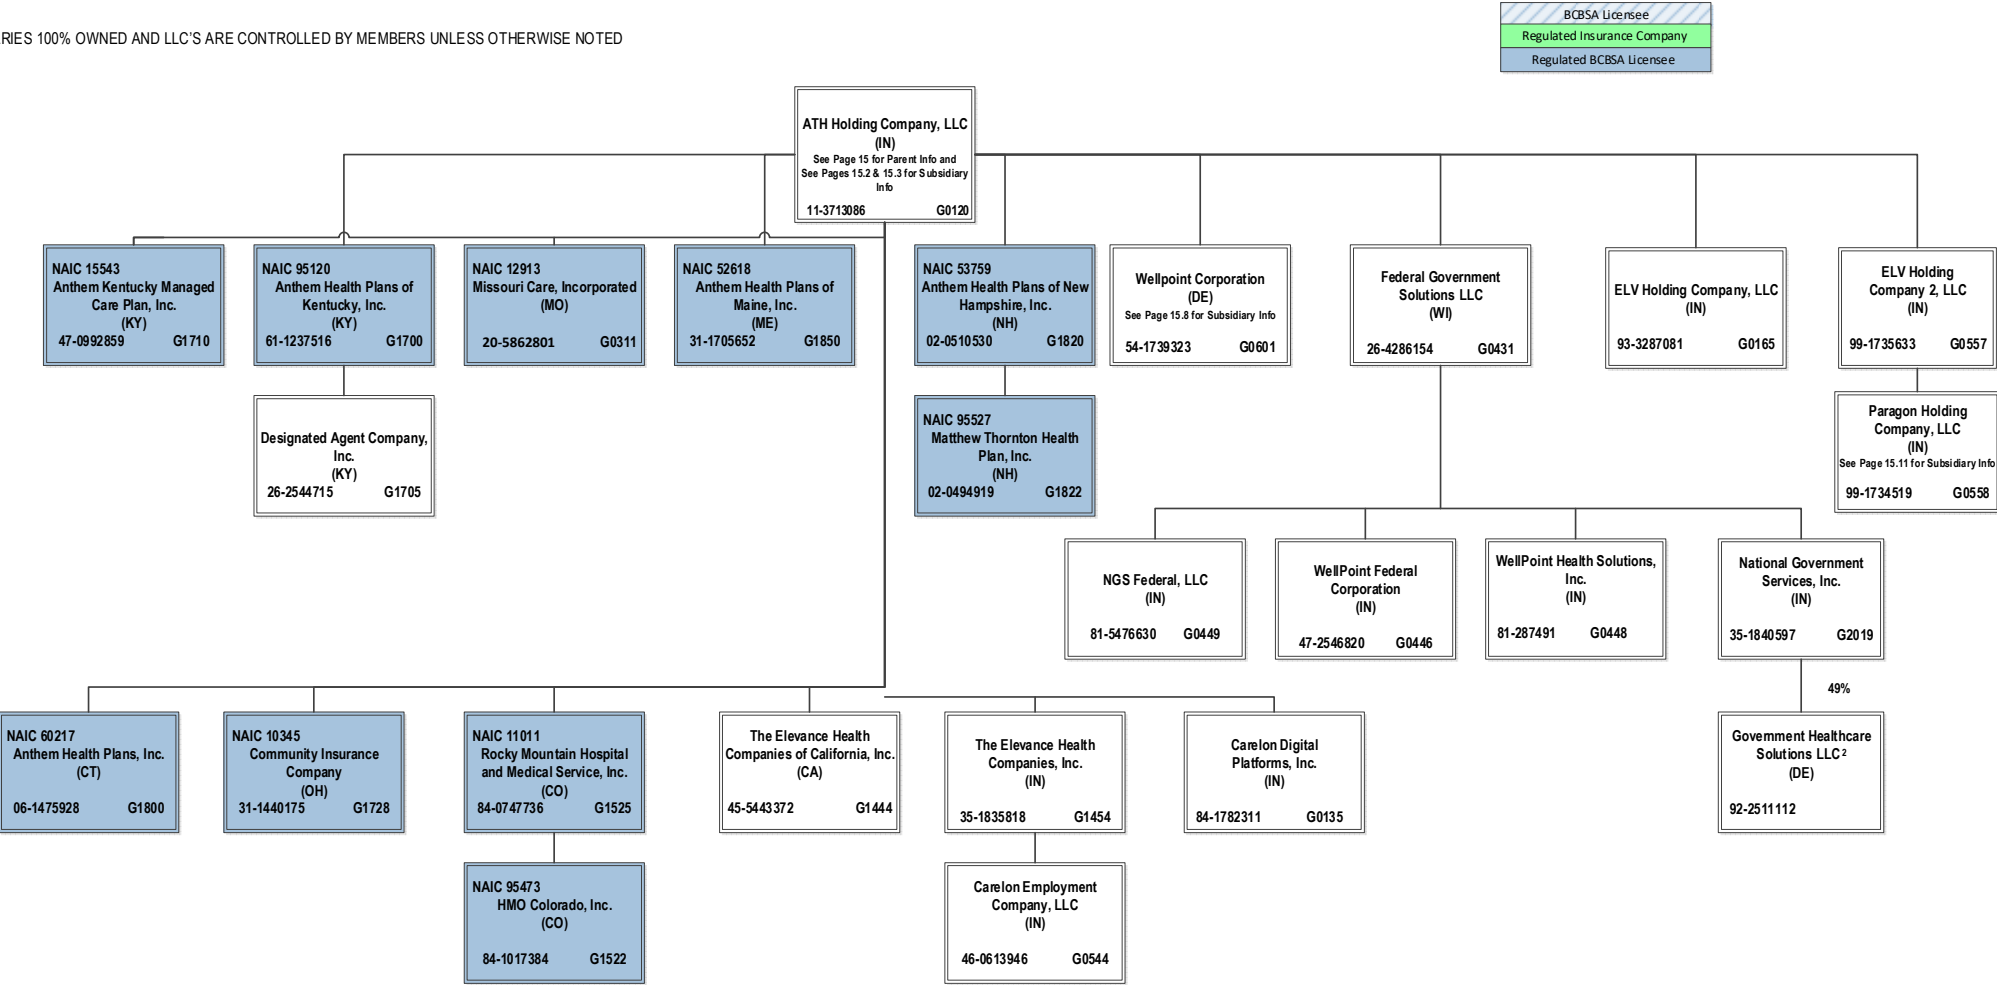 BCBSA Licensee
Regulated Insurance Company
Regulated BCBSA Licensee
RIES 100% OWNED AND LLC'S ARE CONTROLLED BY MEMBERS UNLESS OTHERWISE NOTED
ATH Holding Company, LLC
(IN)
See Page 15 for Parent Info and
See Pages 15.2 & 15.3 for Subsidiary
Info
11-3713086 G0120
NAIC 15543
Anthem Kentucky Managed
Care Plan, Inc.
(KY)
47-0992859 G1710
NAIC 95120
Anthem Health Plans of
Kentucky, Inc.
(KY)
61-1237516 G1700
NAIC 12913
Missouri Care, Incorporated
(MO)
20-5862801 G0311
NAIC 52618
Anthem Health Plans of
Maine, Inc.
(ME)
31-1705652 G1850
NAIC 53759
Anthem Health Plans of New
Hampshire, Inc.
(NH)
02-0510530 G1820
Wellpoint Corporation
(DE)
See Page 15.8 for Subsidiary Info
54-1739323 G0601
Federal Government
Solutions LLC
(WI)
26-4286154 G0431
ELV Holding Company, LLC
(IN)
93-3287081 G0165
ELV Holding
Company 2, LLC
(IN)
99-1735633 G0557
Designated Agent Company,
Inc.
(KY)
26-2544715 G1705
NAIC 95527
Matthew Thornton Health
Plan, Inc.
(NH)
02-0494919 G1822
Paragon Holding
Company, LLC
(IN)
See Page 15.11 for Subsidiary Info
99-1734519 G0558
NGS Federal, LLC
(IN)
81-5476630 G0449
WellPoint Federal
Corporation
(IN)
47-2546820 G0446
WellPoint Health Solutions,
Inc.
(IN)
81-287491 G0448
National Government
Services, Inc.
(IN)
35-1840597 G2019
49%
NAIC 60217
Anthem Health Plans, Inc.
(CT)
06-1475928 G1800
NAIC 10345
Community Insurance
Company
(OH)
31-1440175 G1728
NAIC 11011
Rocky Mountain Hospital
and Medical Service, Inc.
(CO)
84-0747736 G1525
The Elevance Health
Companies of California, Inc.
(CA)
45-5443372 G1444
The Elevance Health
Companies, Inc.
(IN)
35-1835818 G1454
Carelon Digital
Platforms, Inc.
(IN)
84-1782311 G0135
Government Healthcare
Solutions LLC ²
(DE)
92-2511112
NAIC 95473
HMO Colorado, Inc.
(CO)
84-1017384 G1522
Carelon Employment
Company, LLC
(IN)
46-0613946 G0544